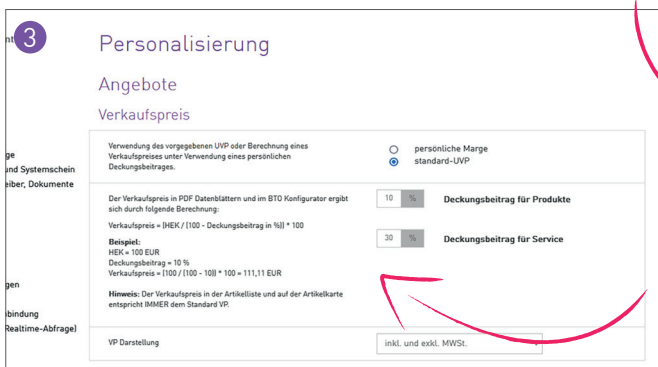 3
Personalisierung
Angebote
Verkaufspreis
ge
und Systemschein
eiber, Dokumente
gen
bindung
Realtime-Abfrage)
Verwendung des vorgegebenen UVP oder Berechnung eines
Verkaufspreises unter Verwendung eines persönlichen
Deckungsbeitrages.
persönliche Marge
standard-UVP
Der Verkaufspreis in PDF Datenblättern und im BTO Konfigurator ergibt
sich durch folgende Berechnung:
Verkaufspreis = (HEK / (100 - Deckungsbeitrag in %)) * 100
Beispiel:
HEK = 100 EUR
Deckungsbeitrag = 10 %
Verkaufspreis = (100 / (100 - 10)) * 100 = 111,11 EUR
Hinweis: Der Verkaufspreis in der Artikelliste und auf der Artikelkarte
entspricht IMMER dem Standard VP.
10 % Deckungsbeitrag für Produkte
30 % Deckungsbeitrag für Service
VP Darstellung
inkl. und exkl. MWSt.